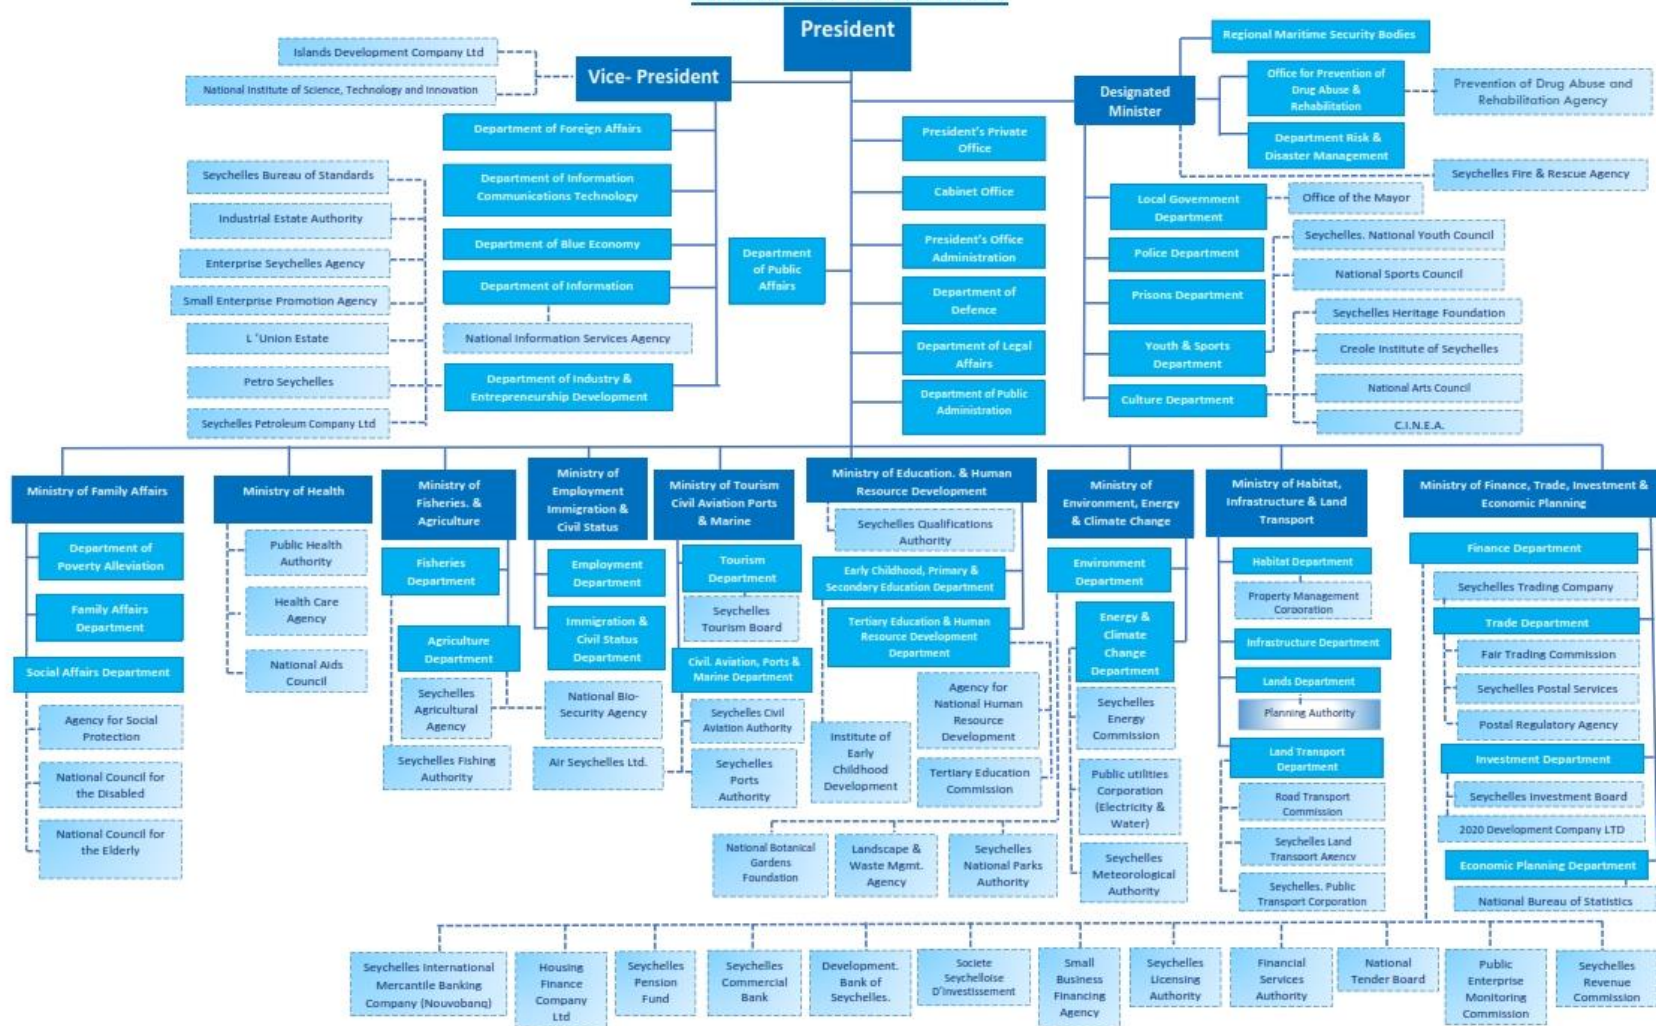 President
Vice- President
Islands Development Company Ltd
National Institute of Science, Technology and Innovation
Department of Foreign Affairs
Department of Information
Communications Technology
Department of Blue Economy
Department of Information
National Information Services Agency
Department of Industry &
Entrepreneurship Development
Seychelles Bureau of Standards
Industrial Estate Authority
Enterprise Seychelles Agency
Small Enterprise Promotion Agency
L 'Union Estate
Petro Seychelles
Seychelles Petroleum Company Ltd
Department
of Public
Affairs
President's Private
Office
Cabinet Office
President's Office
Administration
Department of
Defence
Department of Legal
Affairs
Department of Public
Administration
Designated
Minister
Regional Maritime Security Bodies
Office for Prevention of
Drug Abuse &
Rehabilitation
Prevention of Drug Abuse and
Rehabilitation Agency
Department Risk &
Disaster Management
Seychelles Fire & Rescue Agency
Local Government
Department
Office of the Mayor
Police Department
Prisons Department
Youth & Sports
Department
Seychelles. National Youth Council
National Sports Council
Culture Department
Seychelles Heritage Foundation
Creole Institute of Seychelles
National Arts Council
C.I.N.E.A.
Ministry of Family Affairs
Department of
Poverty Alleviation
Family Affairs
Department
Social Affairs Department
Agency for Social
Protection
National Council for
the Disabled
National Council for
the Elderly
Ministry of Health
Public Health
Authority
Health Care
Agency
National Aids
Council
Ministry of
Fisheries. &
Agriculture
Fisheries
Department
Agriculture
Department
Seychelles
Agricultural
Agency
Seychelles Fishing
Authority
Ministry of
Employment
Immigration &
Civil Status
Employment
Department
Immigration &
Civil Status
Department
National Bio-
Security Agency
Air Seychelles Ltd.
Ministry of Tourism
Civil Aviation Ports
& Marine
Tourism
Department
Seychelles
Tourism Board
Civil. Aviation, Ports &
Marine Department
Seychelles Civil
Aviation Authority
Seychelles
Ports
Authority
Ministry of Education. & Human
Resource Development
Seychelles Qualifications
Authority
Early Childhood, Primary &
Secondary Education Department
Tertiary Education & Human
Resource Development
Department
Agency for
National Human
Resource
Development
Institute of
Early
Childhood
Development
Tertiary Education
Commission
Ministry of
Environment, Energy
& Climate Change
Environment
Department
Energy &
Climate
Change
Department
Seychelles
Energy
Commission
Public utilities
Corporation
(Electricity &
Water)
Seychelles
Meteorological
Authority
National Botanical
Gardens
Foundation
Landscape &
Waste Mgmt.
Agency
Seychelles
National Parks
Authority
Ministry of Habitat,
Infrastructure & Land
Transport
Habitat Department
Property Management
Corporation
Infrastructure Department
Lands Department
Planning Authority
Land Transport
Department
Road Transport
Commission
Seychelles Land
Transport Agency
Seychelles. Public
Transport Corporation
Ministry of Finance, Trade, Investment &
Economic Planning
Finance Department
Seychelles Trading Company
Trade Department
Fair Trading Commission
Seychelles Postal Services
Postal Regulatory Agency
Investment Department
Seychelles Investment Board
2020 Development Company LTD
Economic Planning Department
National Bureau of Statistics
Seychelles International
Mercantile Banking
Company (Nouvobanq)
Housing
Finance
Company
Ltd
Seychelles
Pension
Fund
Seychelles
Commercial
Bank
Development.
Bank of
Seychelles.
Societe
Seychelloise
D'investissement
Small
Business
Financing
Agency
Seychelles
Licensing
Authority
Financial
Services
Authority
National
Tender Board
Public
Enterprise
Monitoring
Commission
Seychelles
Revenue
Commission